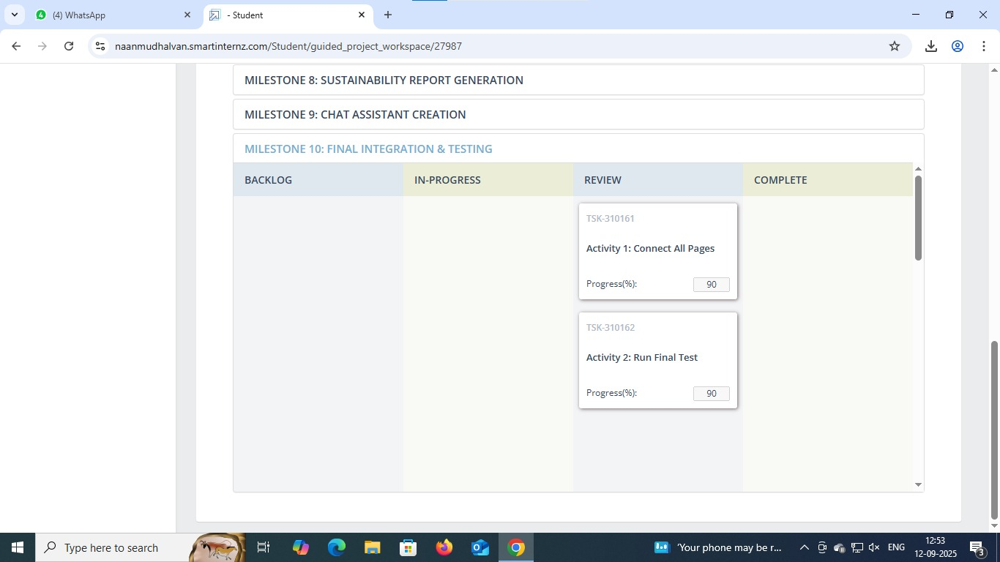 (4) WhatsApp
- Student
naanmudhalvan.smartinternz.com/Student/guided_project_workspace/27987
MILESTONE 8: SUSTAINABILITY REPORT GENERATION
MILESTONE 9: CHAT ASSISTANT CREATION
MILESTONE 10: FINAL INTEGRATION & TESTING
BACKLOG IN-PROGRESS REVIEW COMPLETE
TSK-310161
Activity 1: Connect All Pages
Progress(%): 90
TSK-310162
Activity 2: Run Final Test
Progress(%): 90
Type here to search
'Your phone may be r...
ENG
12:53
12-09-2025
3